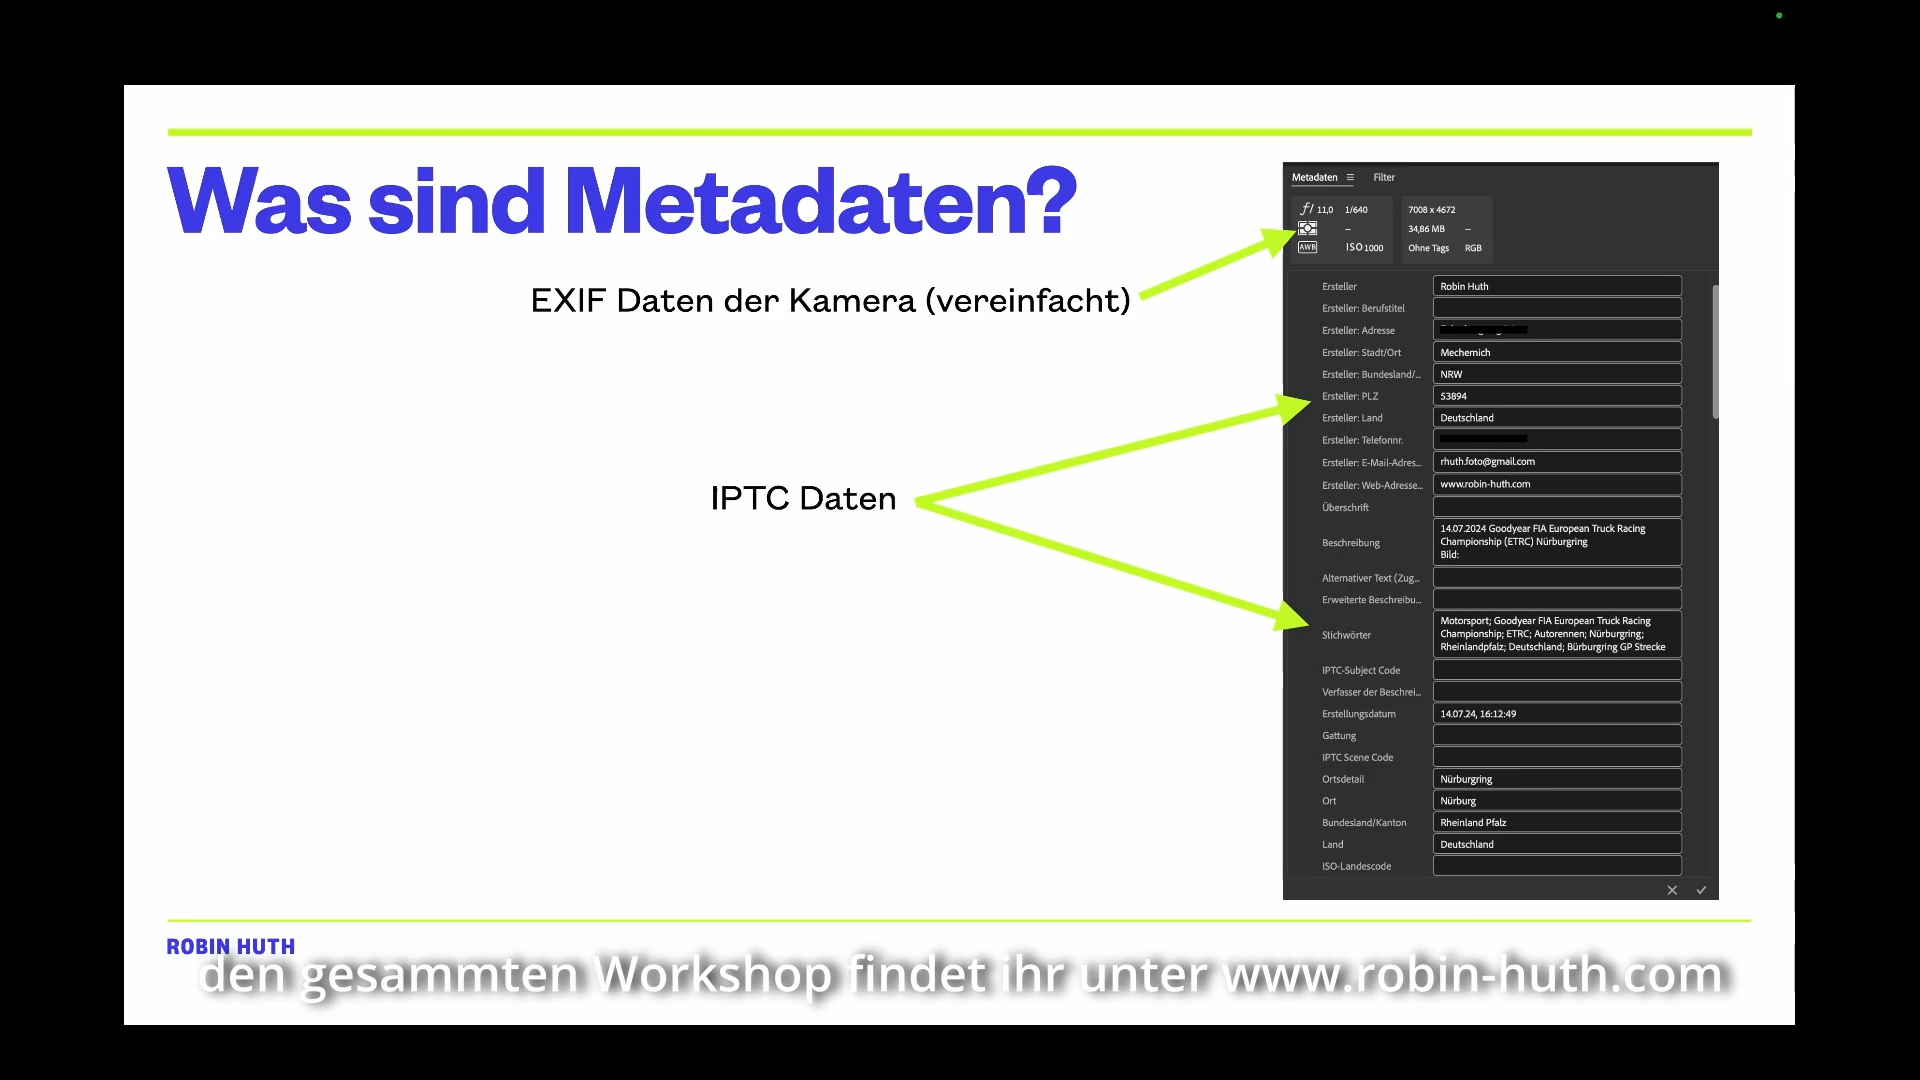 Was sind Metadaten?
EXIF Daten der Kamera (vereinfacht)
IPTC Daten
Metadaten Filter
f/ 11,0 1/640
--
AWB ISO 1000
7008 x 4672
34,86 MB --
Ohne Tags RGB
Ersteller Robin Huth
Ersteller: Berufstitel
Ersteller: Adresse
Ersteller: Stadt/Ort Mechernich
Ersteller: Bundesland/... NRW
Ersteller: PLZ 53894
Ersteller: Land Deutschland
Ersteller: Telefonnr.
Ersteller: E-Mail-Adres... rhuth.foto@gmail.com
Ersteller: Web-Adresse... www.robin-huth.com
Überschrift
Beschreibung
14.07.2024 Goodyear FIA European Truck Racing
Championship (ETRC) Nürburgring
Bild:
Alternativer Text (Zug...
Erweiterte Beschreibu...
Stichwörter
Motorsport; Goodyear FIA European Truck Racing
Championship; ETRC; Autorennen; Nürburgring;
Rheinlandpfalz; Deutschland; Bürburgring GP Strecke
IPTC-Subject Code
Verfasser der Beschrei...
Erstellungsdatum 14.07.24, 16:12:49
Gattung
IPTC Scene Code
Ortsdetail Nürburgring
Ort Nürburg
Bundesland/Kanton Rheinland Pfalz
Land Deutschland
ISO-Landescode
ROBIN HUTH
den gesammten Workshop findet ihr unter www.robin-huth.com